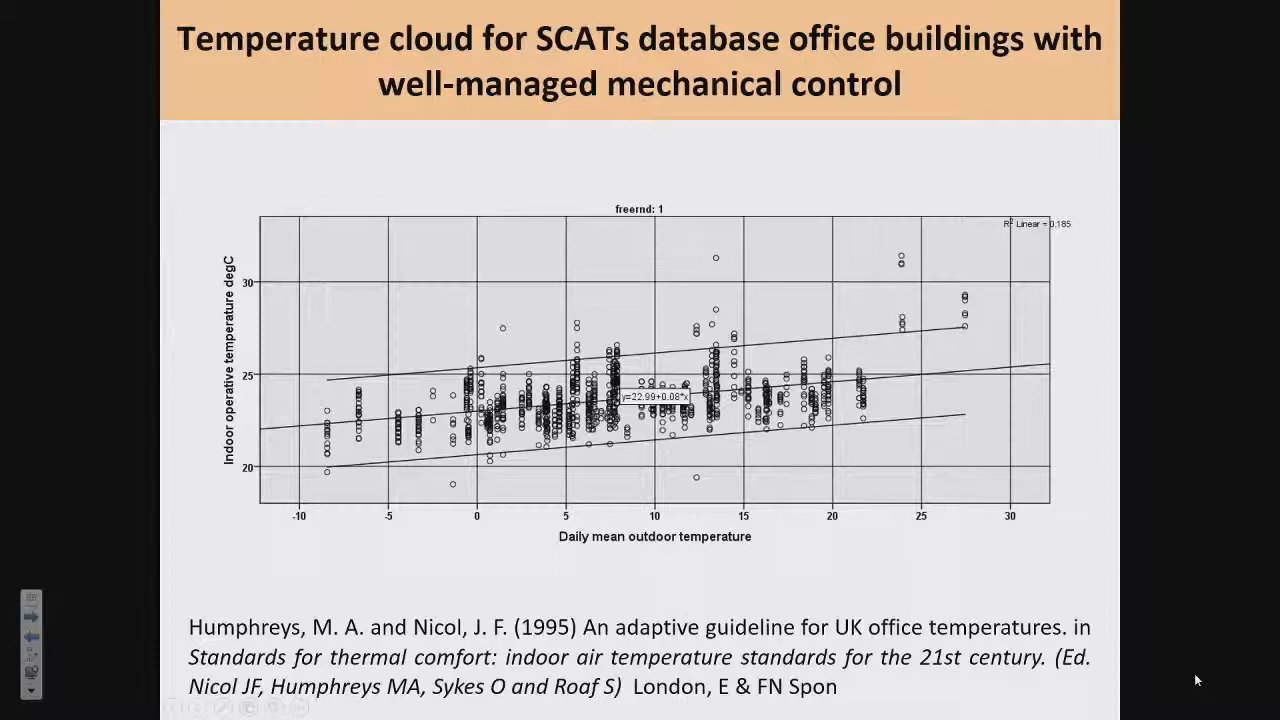 Temperature cloud for SCATs database office buildings with
well-managed mechanical control
freernd: 1
R² Linear = 0.185
Indoor operative temperature degC
30
25
20
y=22.99+0.08*x
-10 -5 0 5 10 15 20 25 30
Daily mean outdoor temperature
Humphreys, M. A. and Nicol, J. F. (1995) An adaptive guideline for UK office temperatures. in
Standards for thermal comfort: indoor air temperature standards for the 21st century. (Ed.
Nicol JF, Humphreys MA, Sykes O and Roaf S) London, E & FN Spon